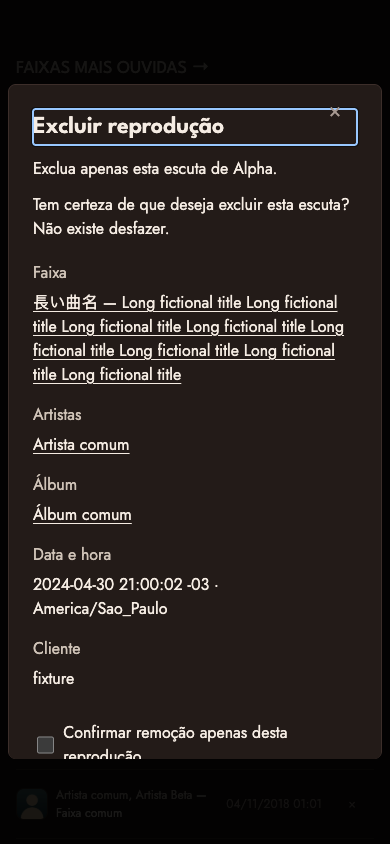 FAIXAS MAIS OUVIDAS →
×
Excluir reprodução
Exclua apenas esta escuta de Alpha.
Tem certeza de que deseja excluir esta escuta?
Não existe desfazer.
Faixa
長い曲名 — Long fictional title Long fictional
title Long fictional title Long fictional title Long
fictional title Long fictional title Long fictional
title Long fictional title
Artistas
Artista comum
Álbum
Álbum comum
Data e hora
2024-04-30 21:00:02 -03 ·
America/Sao_Paulo
Cliente
fixture
Confirmar remoção apenas desta
reprodução
Artista comum, Artista Beta —
Faixa comum
04/11/2018 01:01
×